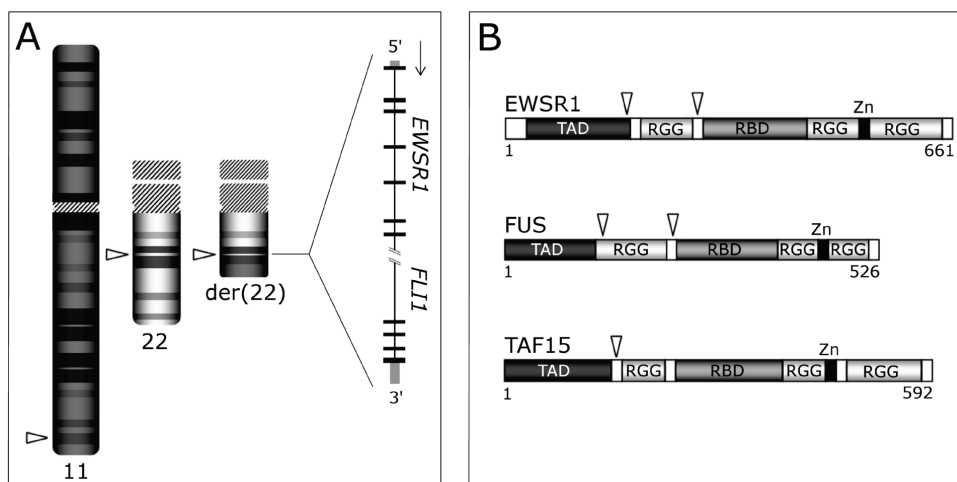 A
5'
EWSR1
FLI1
3'
11
22
der(22)
B
EWSR1
Zn
TAD RGG RBD RGG RGG
1 661
FUS
Zn
TAD RGG RBD RGG RGG
1 526
TAF15
Zn
TAD RGG RBD RGG RGG
1 592